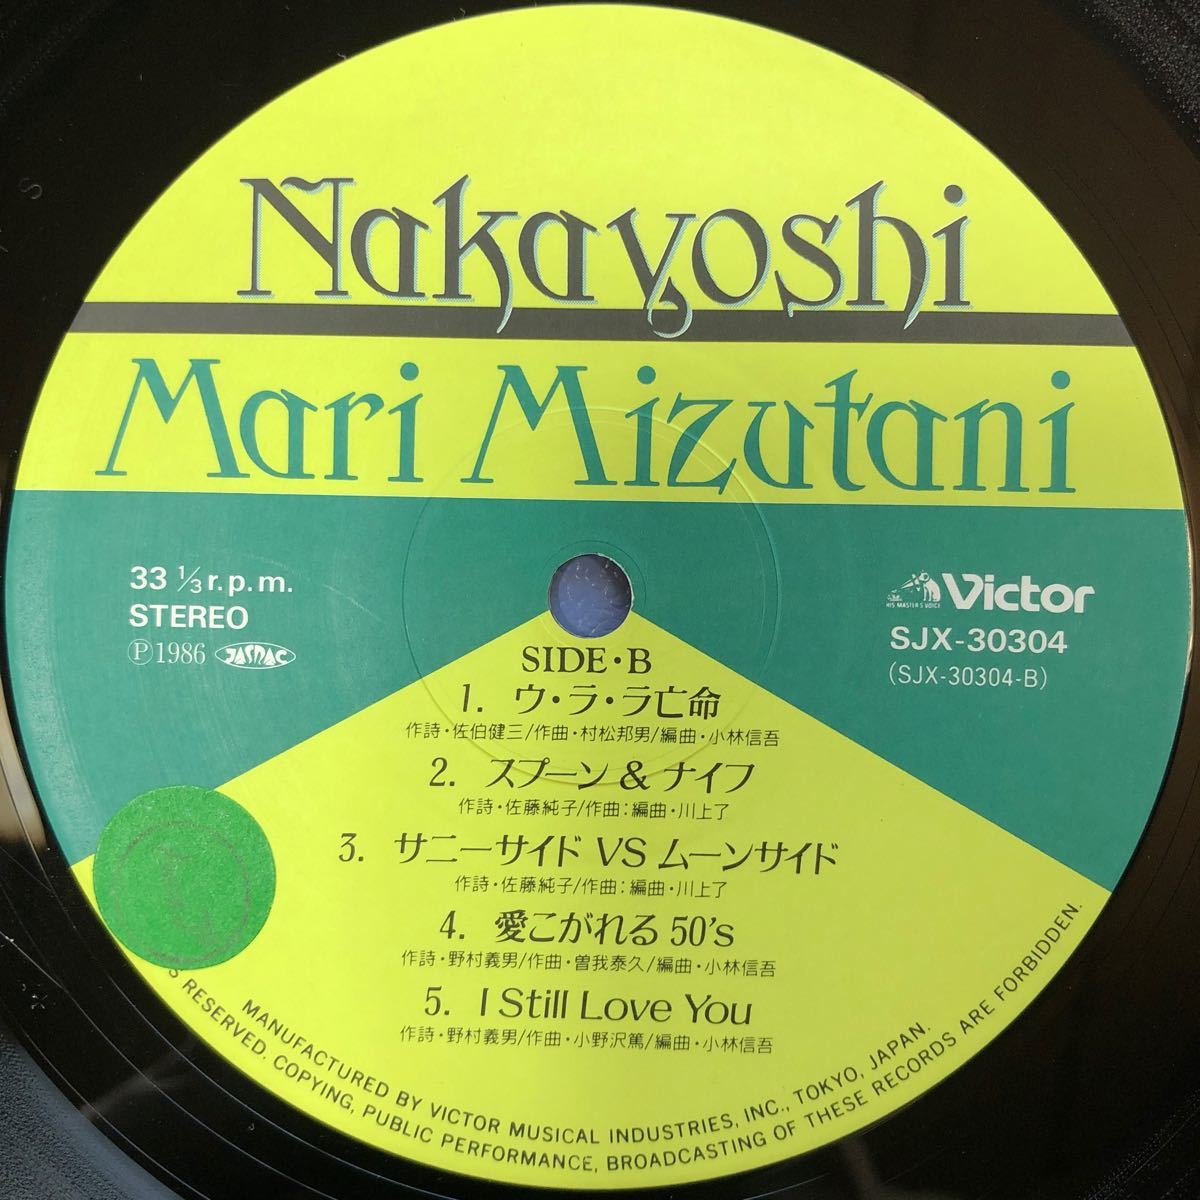 Nakayoshi
Mari Mizutani
33 1/3 r.p.m.
STEREO
Ⓟ1986 JASRAC
HIS MASTER'S VOICE
Victor
SJX-30304
(SJX-30304-B)
SIDE・B
1. ウ・ラ・ラ亡命
作詩・佐伯健三/作曲・村松邦男/編曲・小林信吾
2. スプーン & ナイフ
作詩・佐藤純子/作曲:編曲・川上了
3. サニーサイド VS ムーンサイド
作詩・佐藤純子/作曲:編曲・川上了
4. 愛こがれる 50's
作詩・野村義男/作曲・曽我泰久/編曲・小林信吾
5. I Still Love You
作詩・野村義男/作曲・小野沢篤/編曲・小林信吾
MANUFACTURED BY VICTOR MUSICAL INDUSTRIES, INC., TOKYO, JAPAN.
S RESERVED. COPYING, PUBLIC PERFORMANCE, BROADCASTING OF THESE RECORDS ARE FORBIDDEN.